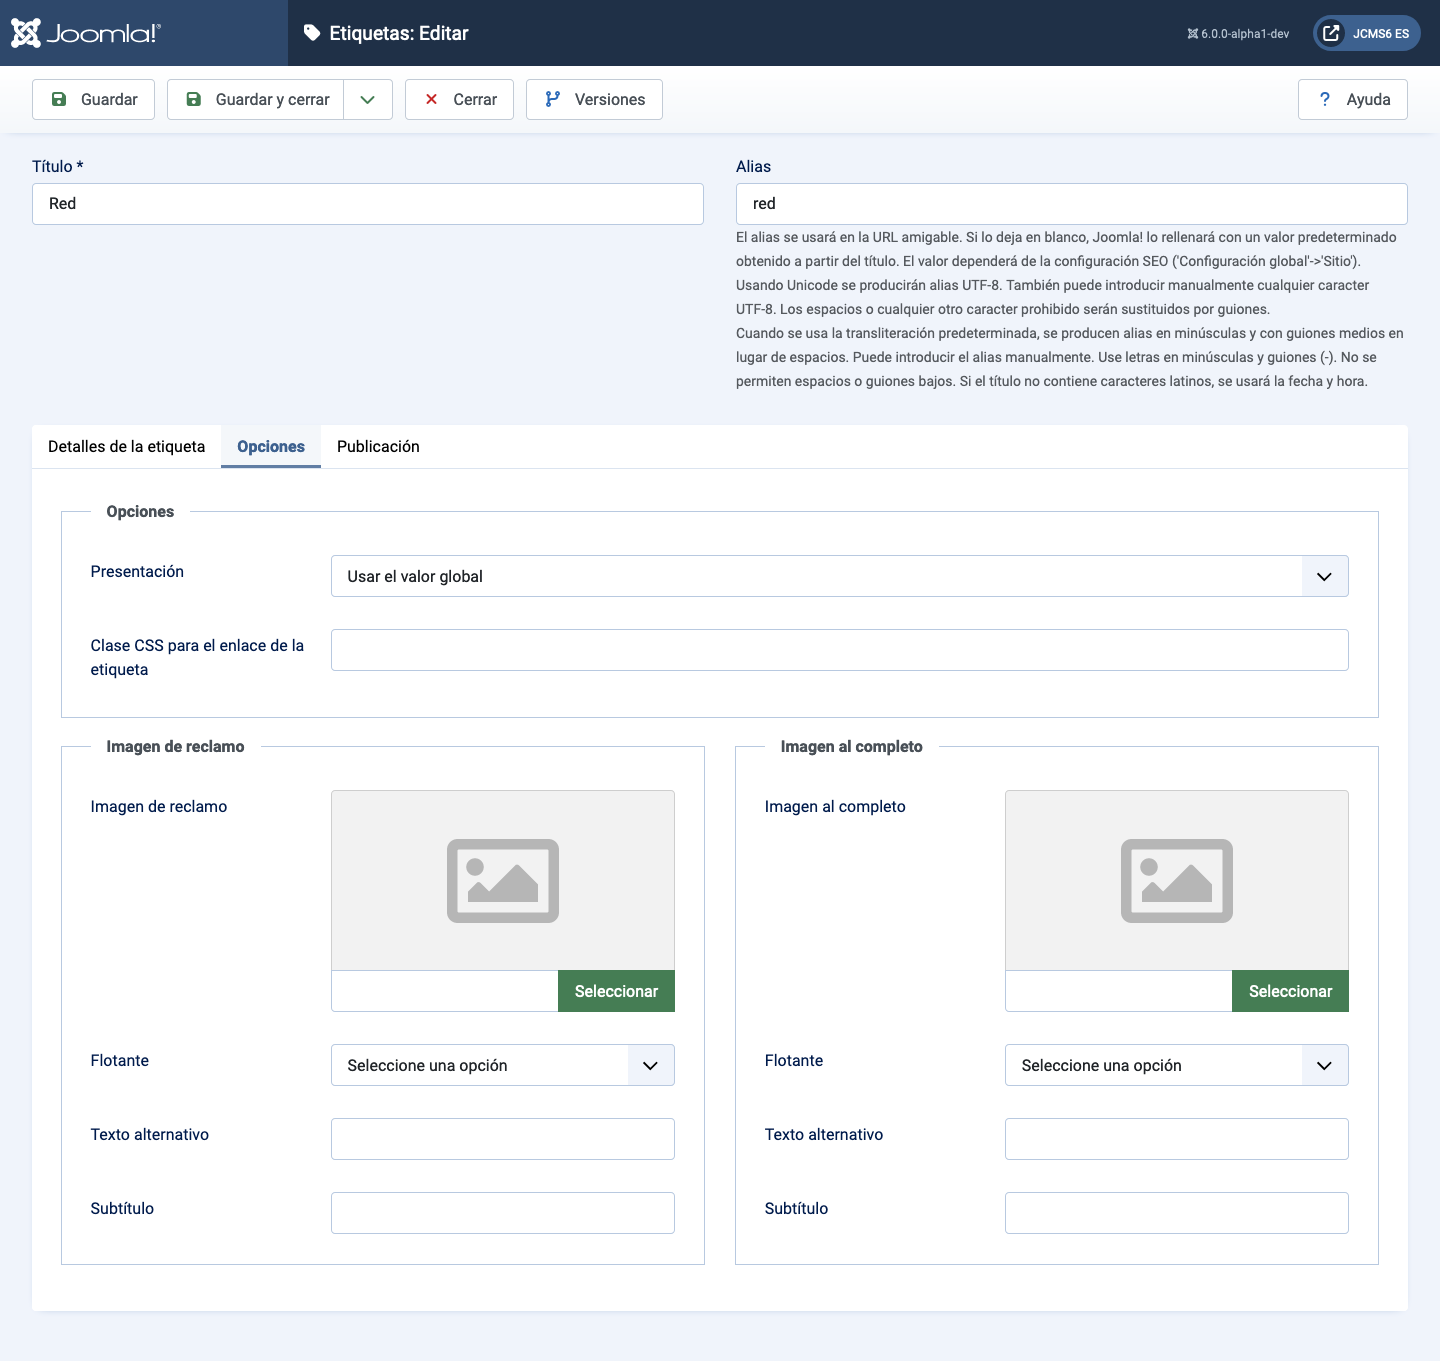 Joomla!®
Etiquetas: Editar
6.0.0-alpha1-dev
JCMS6 ES
Guardar
Guardar y cerrar
Cerrar
Versiones
Ayuda
Título *
Red
Alias
red
El alias se usará en la URL amigable. Si lo deja en blanco, Joomla! lo rellenará con un valor predeterminado
obtenido a partir del título. El valor dependerá de la configuración SEO ('Configuración global'->'Sitio').
Usando Unicode se producirán alias UTF-8. También puede introducir manualmente cualquier caracter
UTF-8. Los espacios o cualquier otro caracter prohibido serán sustituidos por guiones.
Cuando se usa la transliteración predeterminada, se producen alias en minúsculas y con guiones medios en
lugar de espacios. Puede introducir el alias manualmente. Use letras en minúsculas y guiones (-). No se
permiten espacios o guiones bajos. Si el título no contiene caracteres latinos, se usará la fecha y hora.
Detalles de la etiqueta
Opciones
Publicación
Opciones
Presentación
Usar el valor global
Clase CSS para el enlace de la
etiqueta
Imagen de reclamo
Imagen de reclamo
Seleccionar
Flotante
Seleccione una opción
Texto alternativo
Subtítulo
Imagen al completo
Imagen al completo
Seleccionar
Flotante
Seleccione una opción
Texto alternativo
Subtítulo